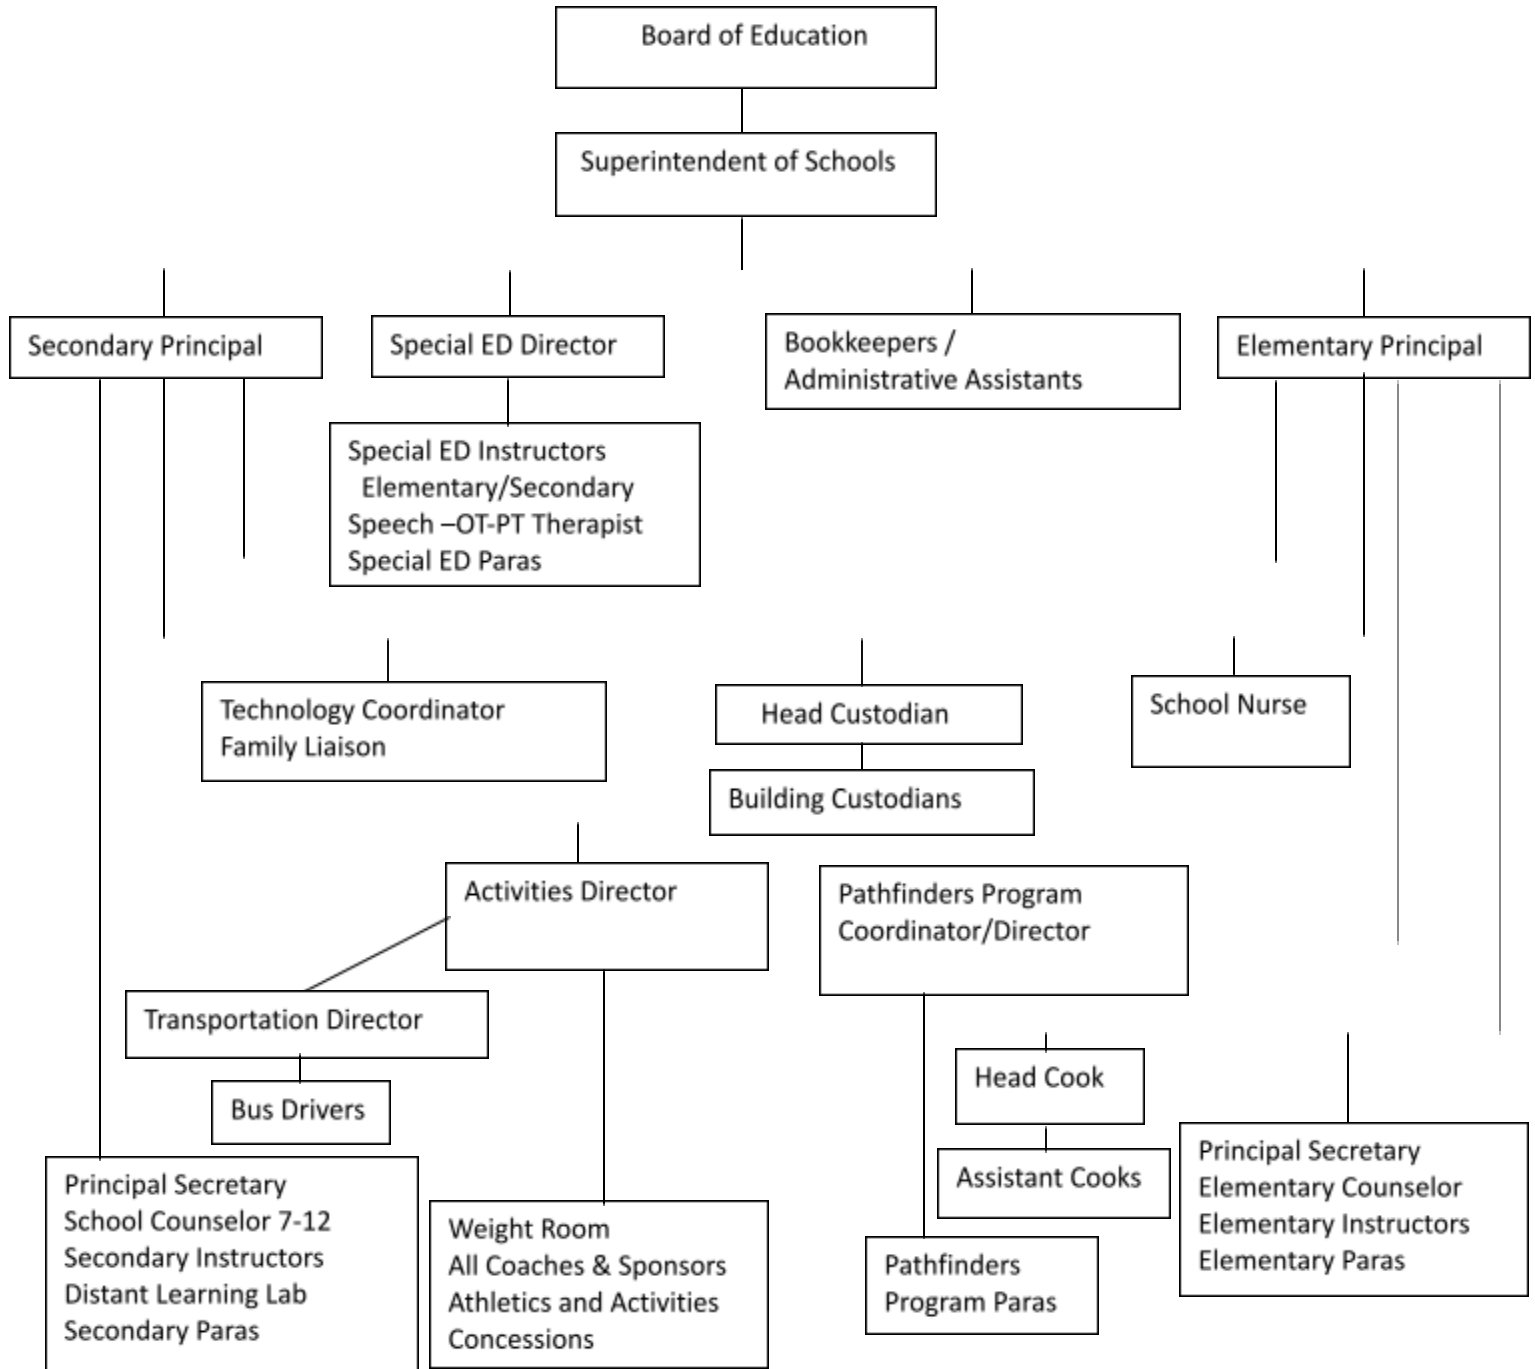 Board of Education
Superintendent of Schools
Secondary Principal
Special ED Director
Bookkeepers /
Administrative Assistants
Elementary Principal
Special ED Instructors
Elementary/Secondary
Speech –OT-PT Therapist
Special ED Paras
Technology Coordinator
Family Liaison
Head Custodian
School Nurse
Building Custodians
Activities Director
Pathfinders Program
Coordinator/Director
Transportation Director
Head Cook
Bus Drivers
Assistant Cooks
Principal Secretary
School Counselor 7-12
Secondary Instructors
Distant Learning Lab
Secondary Paras
Weight Room
All Coaches & Sponsors
Athletics and Activities
Concessions
Pathfinders
Program Paras
Principal Secretary
Elementary Counselor
Elementary Instructors
Elementary Paras